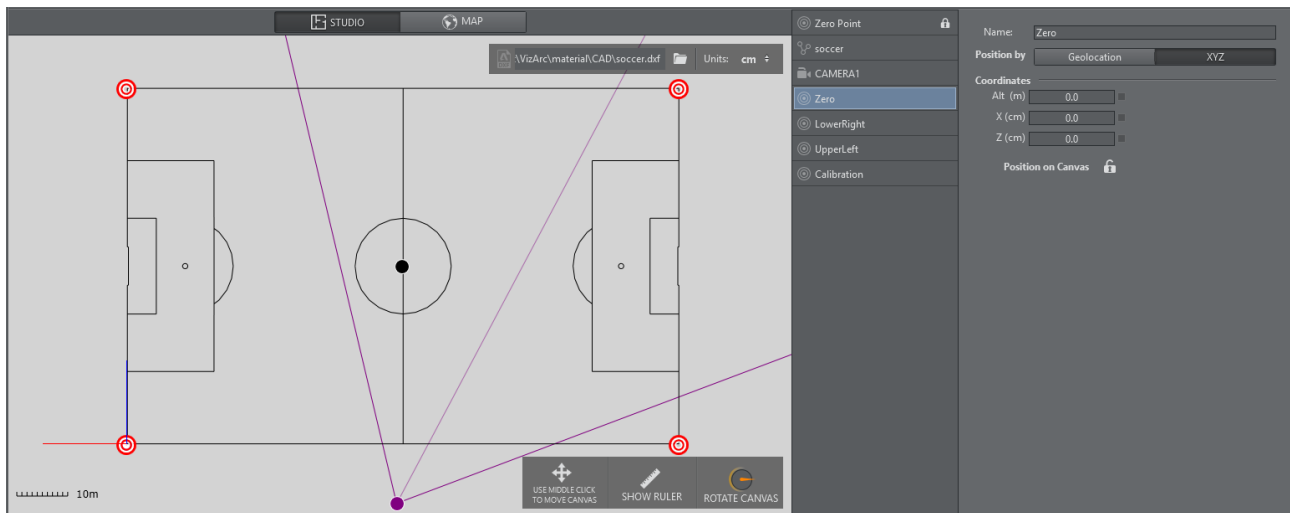 STUDIO
MAP
\VizArc\material\CAD\soccer.dxf
Units: cm
10m
USE MIDDLE CLICK
TO MOVE CANVAS
SHOW RULER
ROTATE CANVAS
Zero Point
soccer
CAMERA1
Zero
LowerRight
UpperLeft
Calibration
Name: Zero
Position by Geolocation XYZ
Coordinates
Alt (m) 0.0
X (cm) 0.0
Z (cm) 0.0
Position on Canvas